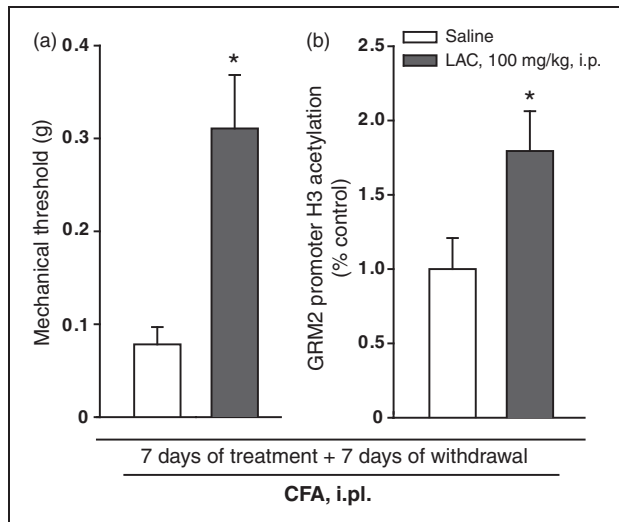 (a)
0.4
0.3
0.2
0.1
0
Mechanical threshold (g)
*
(b)
Saline
LAC, 100 mg/kg, i.p.
2.5
2.0
1.5
1.0
0.5
0
GRM2 promoter H3 acetylation
(% control)
*
7 days of treatment + 7 days of withdrawal
CFA, i.pl.